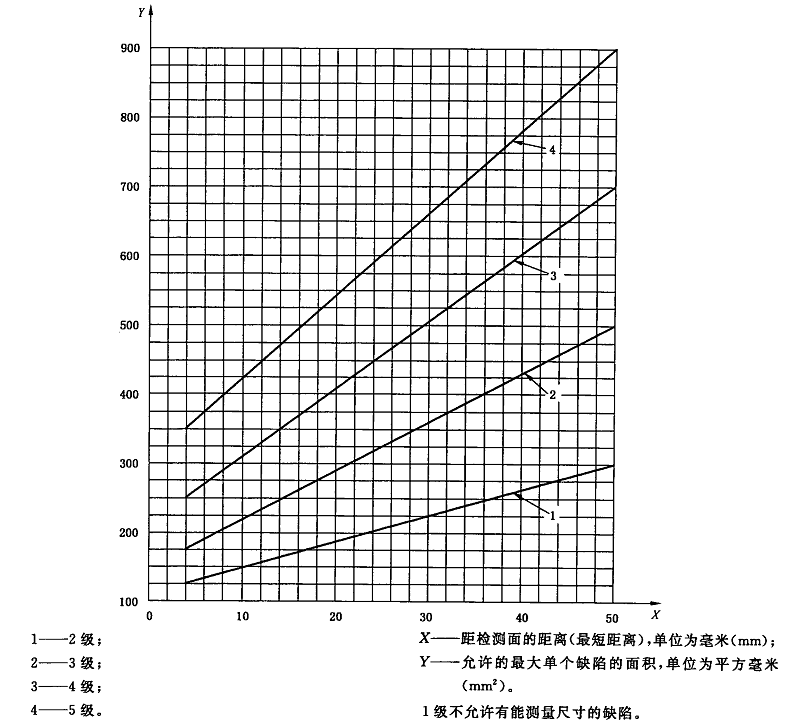 Y
900
800
700
600
500
400
300
200
100
4
3
2
1
0 10 20 30 40 50 X
1——2 级；
2——3 级；
3——4 级；
4——5 级。
X——距检测面的距离(最短距离),单位为毫米(mm)；
Y——允许的最大单个缺陷的面积,单位为平方毫米
(mm²)。
1 级不允许有能测量尺寸的缺陷。